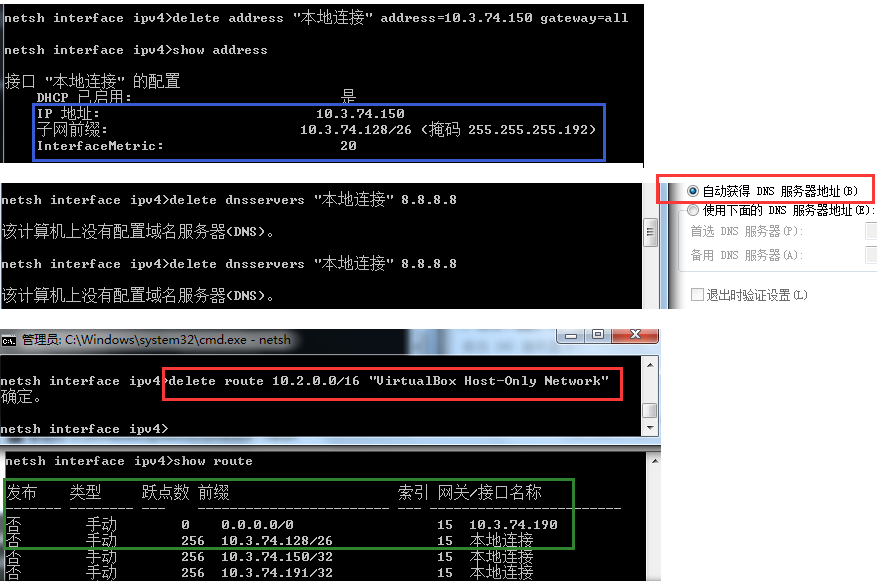 netsh interface ipv4>delete address "本地连接" address=10.3.74.150 gateway=all
netsh interface ipv4>show address
接口 "本地连接" 的配置
DHCP 已启用: 是
IP 地址: 10.3.74.150
子网前缀: 10.3.74.128/26 (掩码 255.255.255.192)
InterfaceMetric: 20
netsh interface ipv4>delete dnsservers "本地连接" 8.8.8.8
该计算机上没有配置域名服务器(DNS)。
netsh interface ipv4>delete dnsservers "本地连接" 8.8.8.8
该计算机上没有配置域名服务器(DNS)。
自动获得 DNS 服务器地址(B)
使用下面的 DNS 服务器地址(E):
首选 DNS 服务器(P):
备用 DNS 服务器(A):
退出时验证设置(L)
管理员: C:\Windows\system32\cmd.exe - netsh
netsh interface ipv4>delete route 10.2.0.0/16 "VirtualBox Host-Only Network"
确定。
netsh interface ipv4>
netsh interface ipv4>show route
发布 类型 跃点数 前缀 索引 网关/接口名称
否 手动 0 0.0.0.0/0 15 10.3.74.190
否 手动 256 10.3.74.128/26 15 本地连接
否 手动 256 10.3.74.150/32 15 本地连接
否 手动 256 10.3.74.191/32 15 本地连接